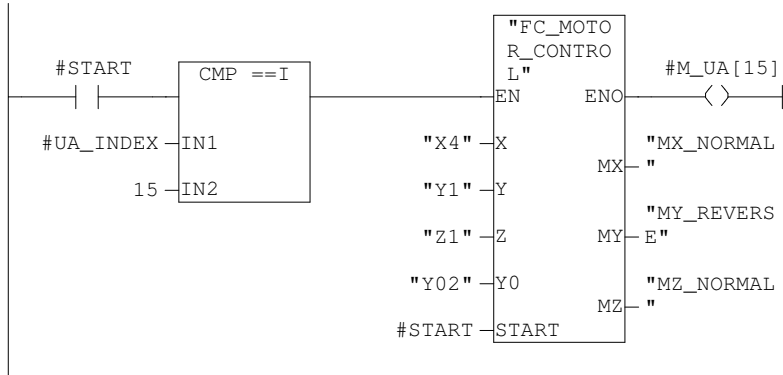 "FC_MOTO
R_CONTRO
L"
#START
CMP ==I
#M_UA[15]
EN
ENO
#UA_INDEX
IN1
"X4"
X
"MX_NORMAL
MX
"
15
IN2
"Y1"
Y
"MY_REVERS
"Z1"
Z
MY
E"
"Y02"
Y0
"MZ_NORMAL
MZ
"
#START
START